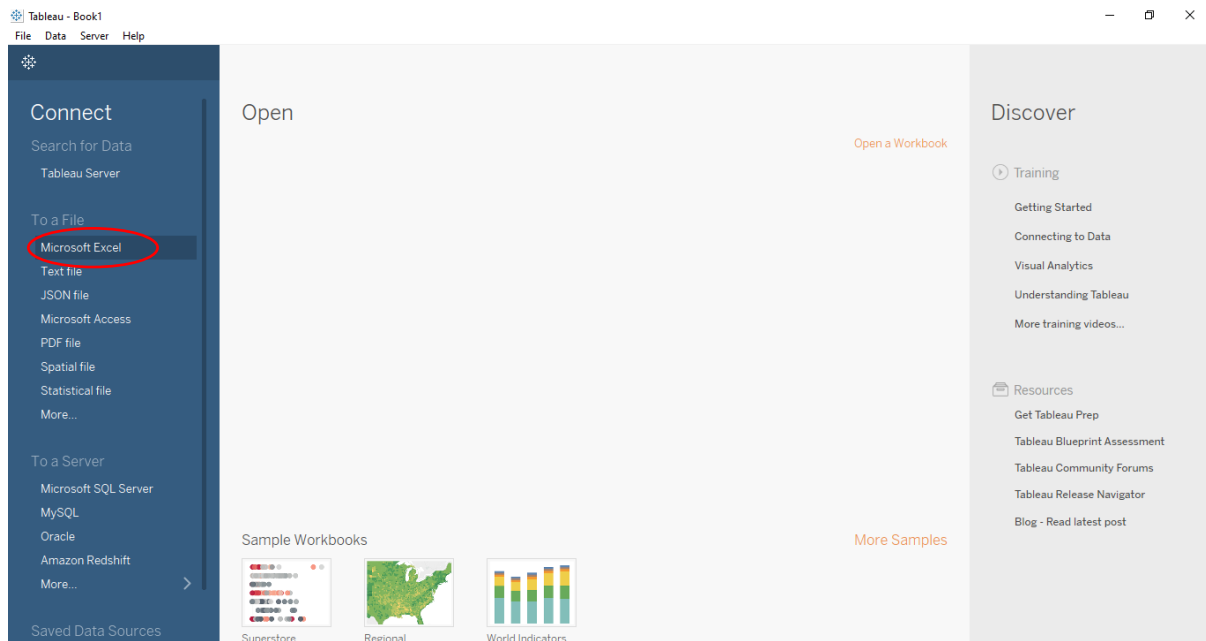 Tableau - Book1
File Data Server Help
Connect
Search for Data
Tableau Server
To a File
Microsoft Excel
Text file
JSON file
Microsoft Access
PDF file
Spatial file
Statistical file
More...
To a Server
Microsoft SQL Server
MySQL
Oracle
Amazon Redshift
More...
Saved Data Sources
Open
Open a Workbook
Sample Workbooks
More Samples
Superstore
Regional
World Indicators
Discover
Training
Getting Started
Connecting to Data
Visual Analytics
Understanding Tableau
More training videos...
Resources
Get Tableau Prep
Tableau Blueprint Assessment
Tableau Community Forums
Tableau Release Navigator
Blog - Read latest post